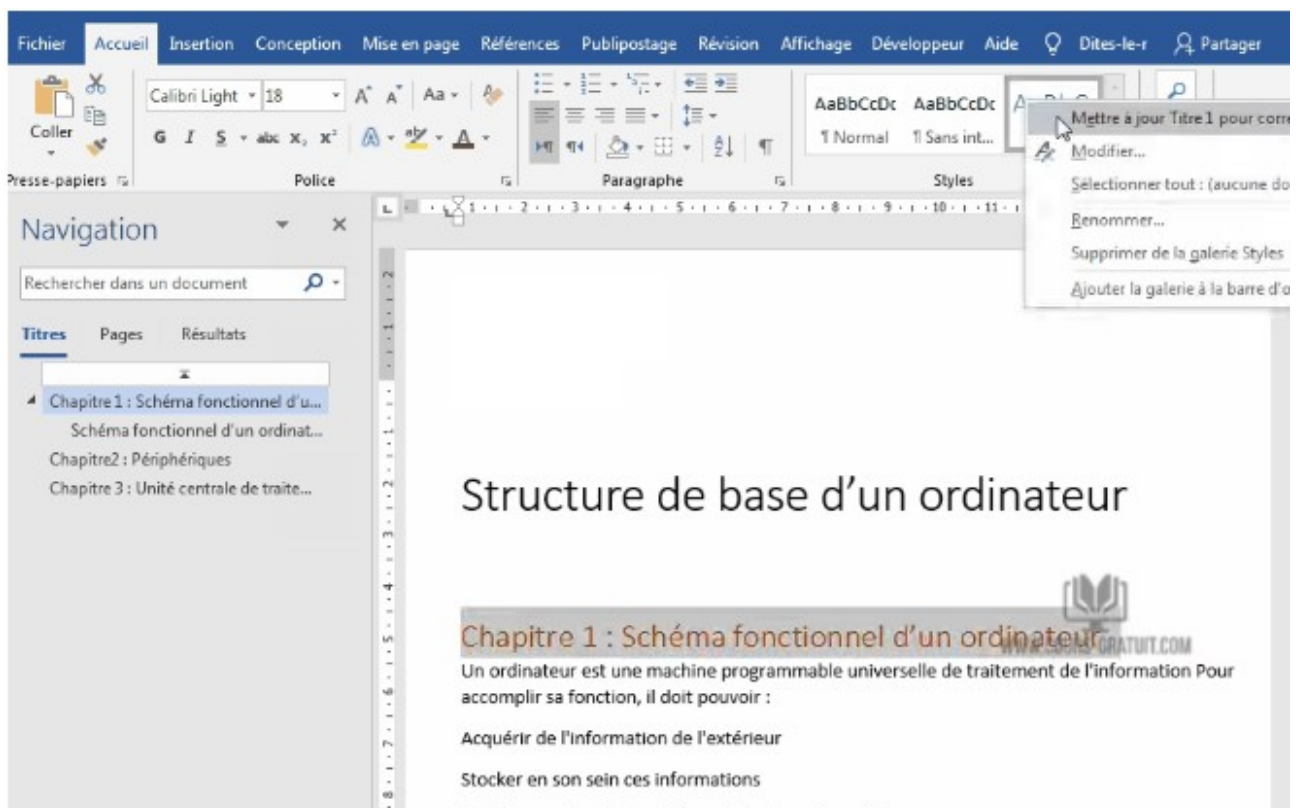 Fichier Accueil Insertion Conception Mise en page Références Publipostage Révision Affichage Développeur Aide Dites-le-r Partager
Coller
Calibri Light 18 Aa
G I S abc x₂ x² A A
AaBbCcDc AaBbCcDc
¶ Normal ¶ Sans int...
Presse-papiers Police Paragraphe Styles
Mettre à jour Titre 1 pour corre
Modifier...
Sélectionner tout : (aucune do
Renommer...
Supprimer de la galerie Styles
Ajouter la galerie à la barre d'o
Navigation
Rechercher dans un document
Titres Pages Résultats
Chapitre 1 : Schéma fonctionnel d'u...
Schéma fonctionnel d'un ordinat...
Chapitre2 : Périphériques
Chapitre 3 : Unité centrale de traite...
Structure de base d'un ordinateur
Chapitre 1 : Schéma fonctionnel d'un ordinateur
Un ordinateur est une machine programmable universelle de traitement de l'information Pour
accomplir sa fonction, il doit pouvoir :
Acquérir de l'information de l'extérieur
Stocker en son sein ces informations